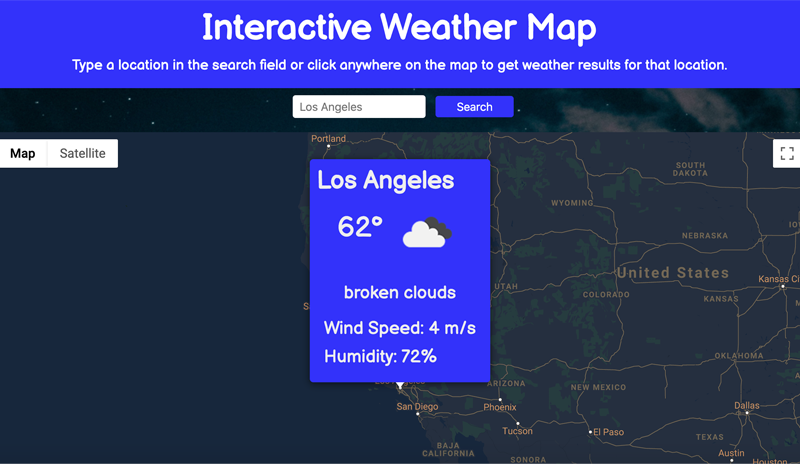 Interactive Weather Map
Type a location in the search field or click anywhere on the map to get weather results for that location.
Los Angeles
Search
Map
Satellite
Portland
SOUTH
DAKOTA
WYOMING
NEBRASKA
Los Angeles
62°
broken clouds
Wind Speed: 4 m/s
Humidity: 72%
UTAH
United States
COLORADO
Kansas Ci
KANSAS
OKLAHOMA
ARIZONA
NEW MEXICO
San Diego
Phoenix
Dallas
Tucson
El Paso
TEXAS
BAJA
CALIFORNIA
SONORA
Austin
Houston